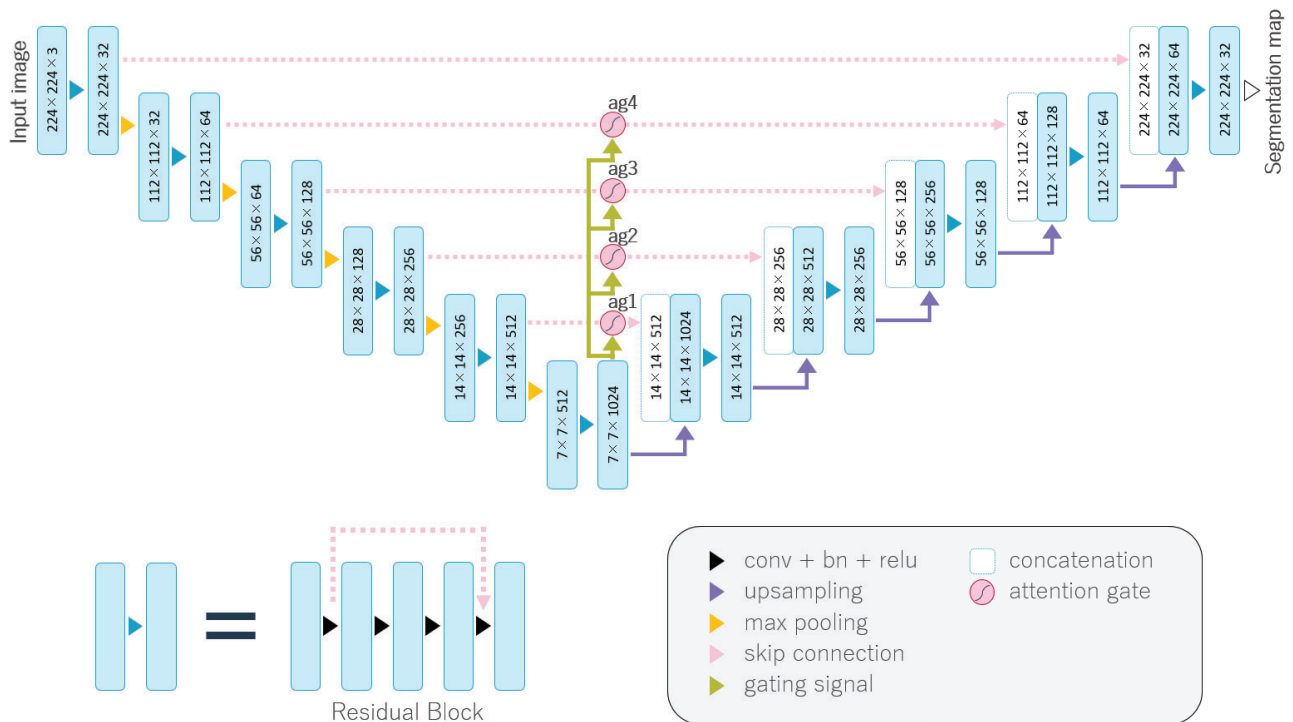 Input image
224 × 224 × 3
224 × 224 × 32
112 × 112 × 32
112 × 112 × 64
56 × 56 × 64
56 × 56 × 128
28 × 28 × 128
28 × 28 × 256
14 × 14 × 256
14 × 14 × 512
7 × 7 × 512
7 × 7 × 1024
ag4
ag3
ag2
ag1
14 × 14 × 512
14 × 14 × 1024
14 × 14 × 512
28 × 28 × 256
28 × 28 × 512
28 × 28 × 256
56 × 56 × 128
56 × 56 × 256
56 × 56 × 128
112 × 112 × 64
112 × 112 × 128
112 × 112 × 64
224 × 224 × 32
224 × 224 × 64
224 × 224 × 32
Segmentation map
Residual Block
conv + bn + relu
upsampling
max pooling
skip connection
gating signal
concatenation
attention gate